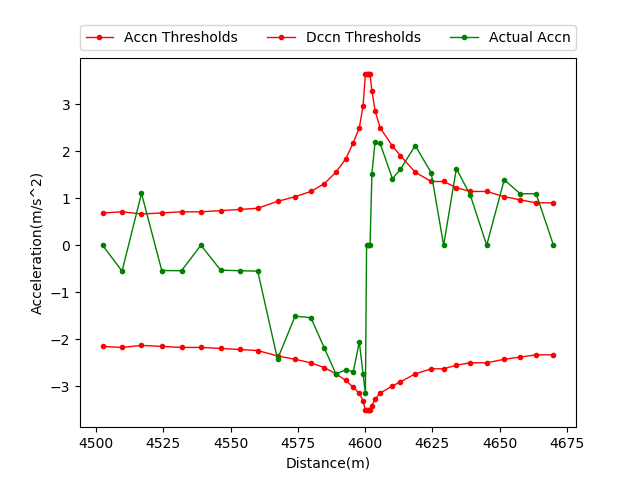 Accn Thresholds Dccn Thresholds Actual Accn
3
2
1
0
−1
−2
−3
Acceleration(m/s^2)
4500 4525 4550 4575 4600 4625 4650 4675
Distance(m)